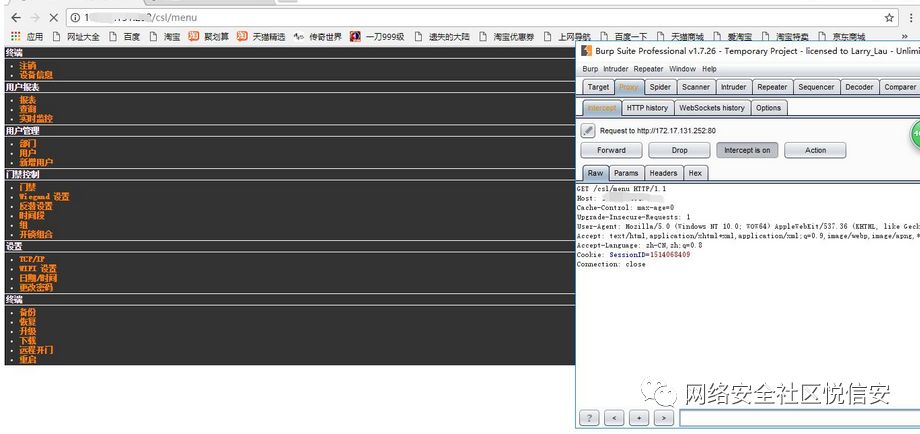 /csl/menu
应用 网址大全 百度 淘宝 聚划算 天猫精选 传奇世界 一刀999级 遗失的大陆 淘宝优惠券 上网导航 百度一下 天猫商城 爱淘宝 淘宝特卖 京东商城 »
终端
注销
设备信息
用户报表
报表
查询
实时监控
用户管理
部门
用户
新增用户
门禁控制
门禁
Wiegand 设置
反潜设置
时间段
组
开锁组合
设置
TCP/IP
WIFI 设置
日期/时间
更改密码
终端
备份
恢复
升级
下载
远程开门
重启
Burp Suite Professional v1.7.26 - Temporary Project - licensed to Larry_Lau - Unlimi
Burp Intruder Repeater Window Help
Target Proxy Spider Scanner Intruder Repeater Sequencer Decoder Comparer
Intercept HTTP history WebSockets history Options
Request to http://172.17.131.252:80
Forward Drop Intercept is on Action
Raw Params Headers Hex
GET /csl/menu HTTP/1.1
Host:
Cache-Control: max-age=0
Upgrade-Insecure-Requests: 1
User-Agent: Mozilla/5.0 (Windows NT 10.0; WOW64) AppleWebKit/537.36 (KHTML, like Geck
Accept: text/html,application/xhtml+xml,application/xml;q=0.9,image/webp,image/apng,*
Accept-Language: zh-CN,zh;q=0.8
Cookie: SessionID=1514068409
Connection: close
网络安全社区悦信安
? < + >